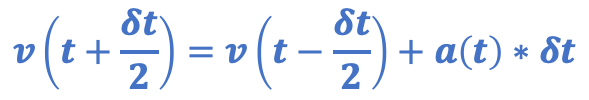 v(t + δt/2) = v(t − δt/2) + a(t) * δt